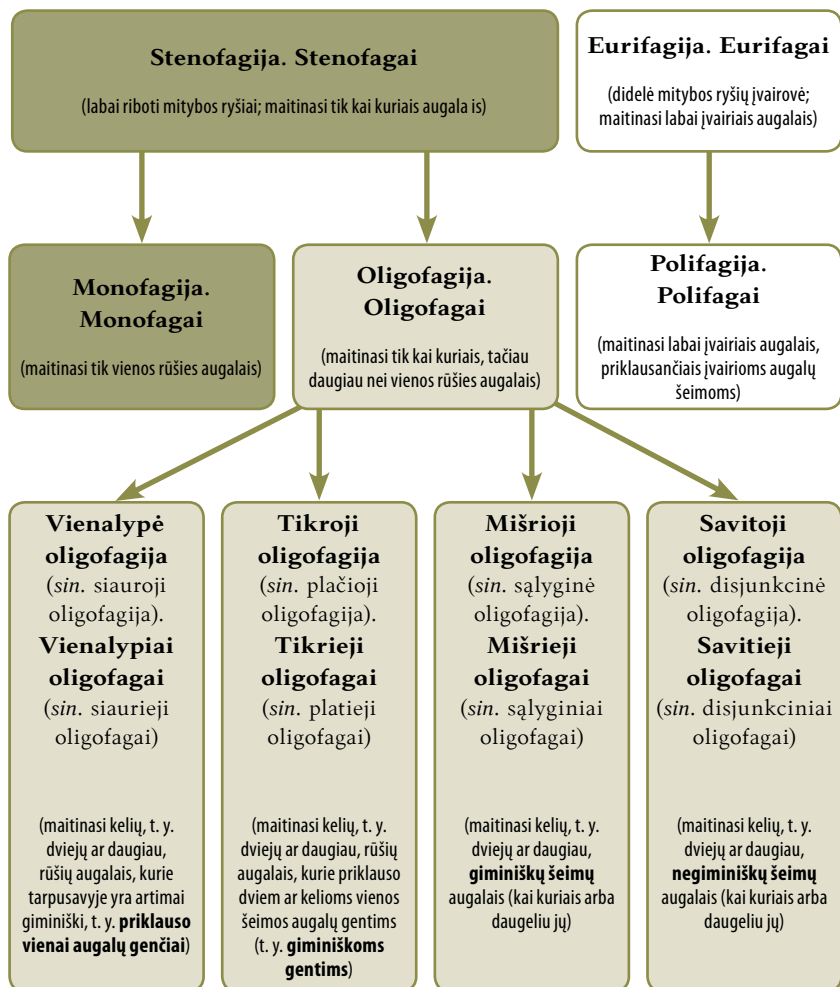 Stenofagija. Stenofagai
(labai riboti mitybos ryšiai; maitinasi tik kai kuriais augala is)
Eurifagija. Eurifagai
(didelė mitybos ryšių įvairovė;
maitinasi labai įvairiais augalais)
Monofagija.
Monofagai
(maitinasi tik vienos rūšies augalais)
Oligofagija.
Oligofagai
(maitinasi tik kai kuriais, tačiau
daugiau nei vienos rūšies augalais)
Polifagija.
Polifagai
(maitinasi labai įvairiais augalais,
priklausančiais įvairioms augalų
šeimoms)
Vienalypė
oligofagija
(sin. siauroji
oligofagija).
Vienalypiai
oligofagai
(sin. siaurieji
oligofagai)
(maitinasi kelių, t. y.
dviejų ar daugiau,
rūšių augalais, kurie
tarpusavyje yra artimai
giminiški, t. y. priklauso
vienai augalų genčiai)
Tikroji
oligofagija
(sin. plačioji
oligofagija).
Tikrieji
oligofagai
(sin. platieji
oligofagai)
(maitinasi kelių, t. y.
dviejų ar daugiau, rūšių
augalais, kurie priklauso
dviem ar kelioms vienos
šeimos augalų gentims
(t. y. giminiškoms
gentims)
Mišrioji
oligofagija
(sin. sąlyginė
oligofagija).
Mišrieji
oligofagai
(sin. sąlyginiai
oligofagai)
(maitinasi kelių, t. y.
dviejų ar daugiau,
giminiškų šeimų
augalais (kai kuriais arba
daugeliu jų)
Savitoji
oligofagija
(sin. disjunkcinė
oligofagija).
Savitieji
oligofagai
(sin. disjunkciniai
oligofagai)
(maitinasi kelių, t. y.
dviejų ar daugiau,
negiminiškų šeimų
augalais (kai kuriais arba
daugeliu jų)